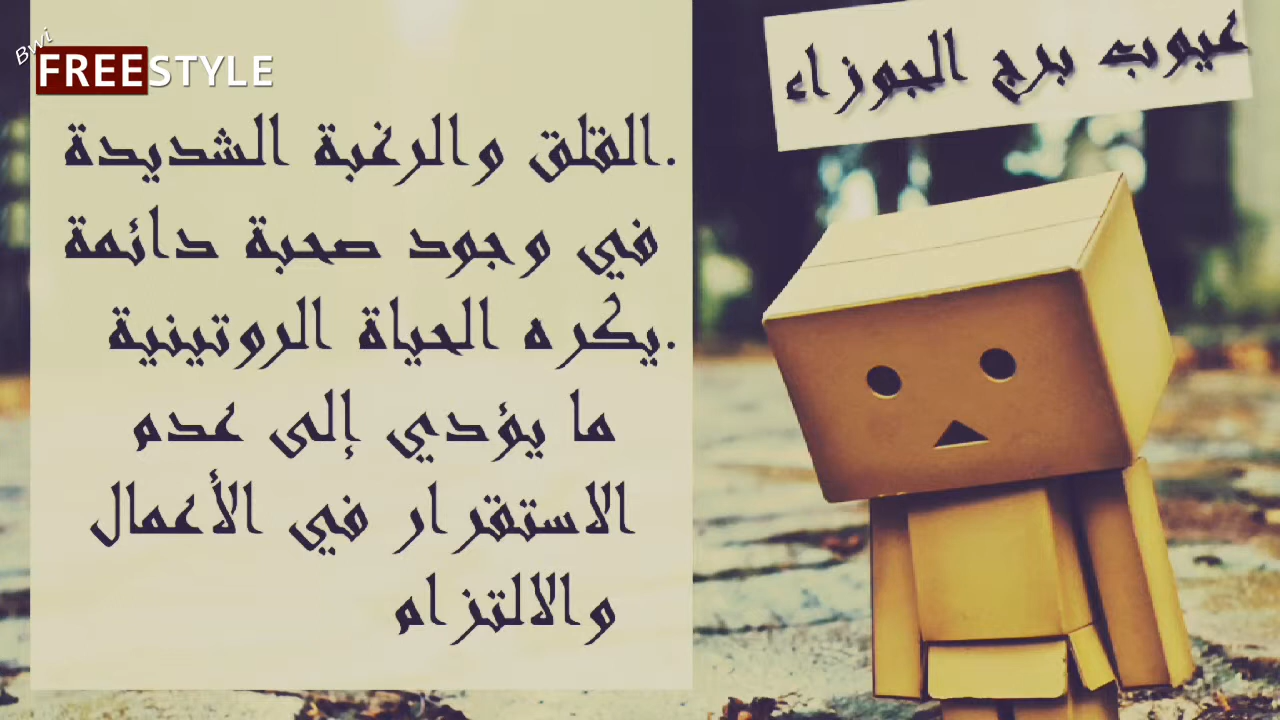 Bwi
FREESTYLE
عيوب برج الجوزاء
.القلق والرغبة الشديدة
في وجود صحبة دائمة
.يكره الحياة الروتينية
ما يؤدي إلى عدم
الاستقرار في الأعمال
والالتزام